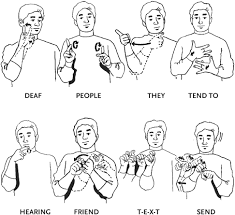 DEAF PEOPLE THEY TEND TO
HEARING FRIEND T-E-X-T SEND